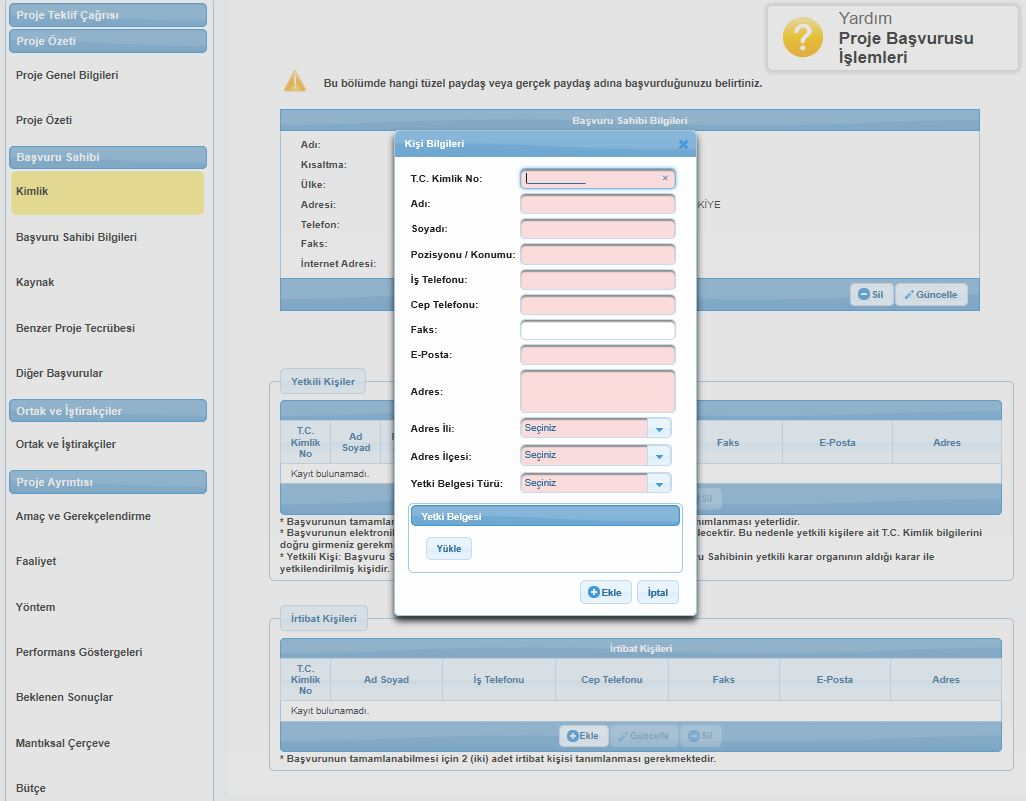 Proje Teklif Çağrısı
Proje Özeti
Proje Genel Bilgileri
Proje Özeti
Başvuru Sahibi
Kimlik
Başvuru Sahibi Bilgileri
Kaynak
Benzer Proje Tecrübesi
Diğer Başvurular
Ortak ve İştirakçiler
Ortak ve İştirakçiler
Proje Ayrıntısı
Amaç ve Gerekçelendirme
Faaliyet
Yöntem
Performans Göstergeleri
Beklenen Sonuçlar
Mantıksal Çerçeve
Bütçe
Yardım
Proje Başvurusu
İşlemleri
Bu bölümde hangi tüzel paydaş veya gerçek paydaş adına başvurduğunuzu belirtiniz.
Başvuru Sahibi Bilgileri
Adı:
Kısaltma:
Ülke:
Adresi:
KİYE
Telefon:
Faks:
İnternet Adresi:
Sil Güncelle
Kişi Bilgileri
T.C. Kimlik No:
Adı:
Soyadı:
Pozisyonu / Konumu:
İş Telefonu:
Cep Telefonu:
Faks:
E-Posta:
Adres:
Adres İli: Seçiniz
Adres İlçesi: Seçiniz
Yetki Belgesi Türü: Seçiniz
Yetki Belgesi
Yükle
Ekle İptal
Yetkili Kişiler
T.C. Kimlik No Ad Soyad Faks E-Posta Adres
Kayıt bulunamadı.
Sil
* Başvurunun tamamlan nımlanması yeterlidir.
* Başvurunun elektronil lecektir. Bu nedenle yetkili kişilere ait T.C. Kimlik bilgilerini
doğru girmeniz gerekm
* Yetkili Kişi: Başvuru S u Sahibinin yetkili karar organının aldığı karar ile
yetkilendirilmiş kişidir.
İrtibat Kişileri
İrtibat Kişileri
T.C. Kimlik No Ad Soyad İş Telefonu Cep Telefonu Faks E-Posta Adres
Kayıt bulunamadı.
Ekle Güncelle Sil
* Başvurunun tamamlanabilmesi için 2 (iki) adet irtibat kişisi tanımlanması gerekmektedir.